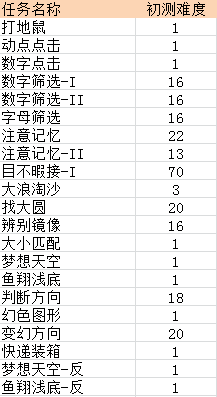 任务名称 初测难度
打地鼠 1
动点点击 1
数字点击 1
数字筛选-I 16
数字筛选-II 16
字母筛选 16
注意记忆 22
注意记忆-II 13
目不暇接-I 70
大浪淘沙 3
找大圆 20
辨别镜像 16
大小匹配 1
梦想天空 1
鱼翔浅底 1
判断方向 18
幻色图形 1
变幻方向 20
快递装箱 1
梦想天空-反 1
鱼翔浅底-反 1